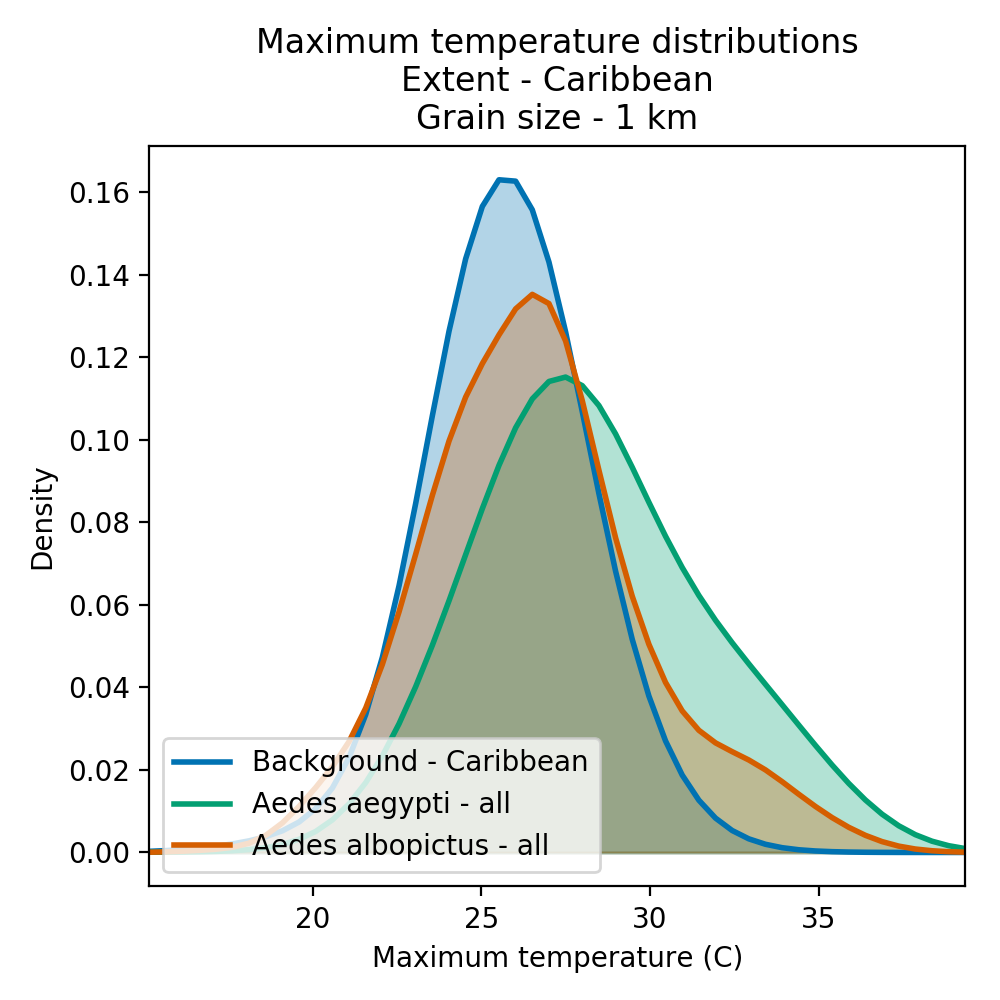 Maximum temperature distributions
Extent - Caribbean
Grain size - 1 km
0.16
0.14
0.12
0.10
0.08
0.06
0.04
0.02
0.00
Density
Background - Caribbean
Aedes aegypti - all
Aedes albopictus - all
20 25 30 35
Maximum temperature (C)